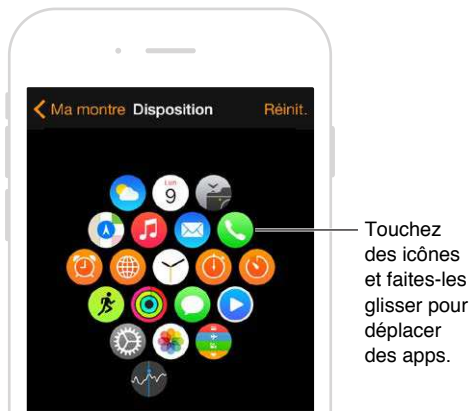 Ma montre Disposition Réinit.
LUN
9
Touchez
des icônes
et faites-les
glisser pour
déplacer
des apps.